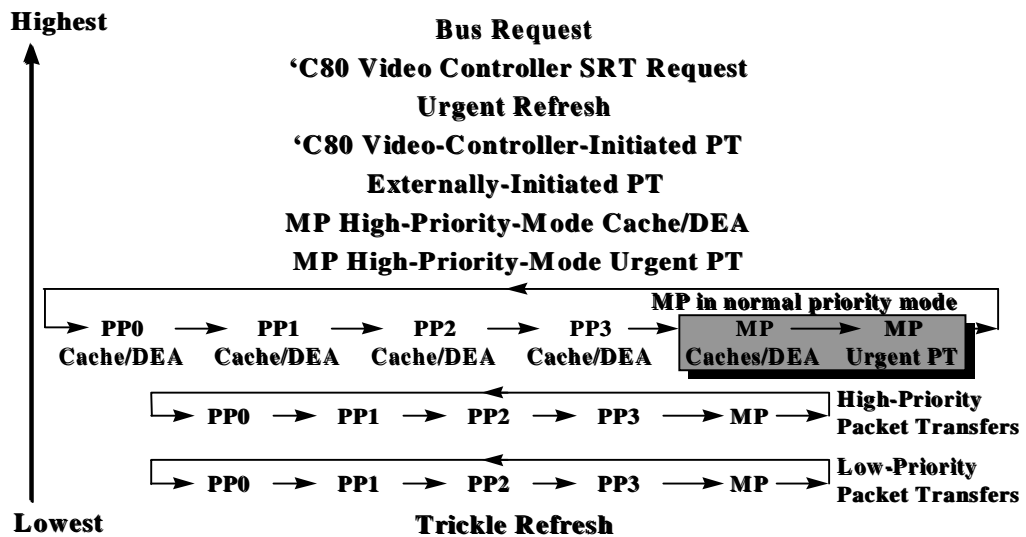 Highest
Bus Request
‘C80 Video Controller SRT Request
Urgent Refresh
‘C80 Video-Controller-Initiated PT
Externally-Initiated PT
MP High-Priority-Mode Cache/DEA
MP High-Priority-Mode Urgent PT
MP in normal priority mode
PP0 PP1 PP2 PP3 MP MP
Cache/DEA Cache/DEA Cache/DEA Cache/DEA Caches/DEA Urgent PT
High-Priority
PP0 PP1 PP2 PP3 MP
Packet Transfers
Low-Priority
PP0 PP1 PP2 PP3 MP
Packet Transfers
Lowest
Trickle Refresh